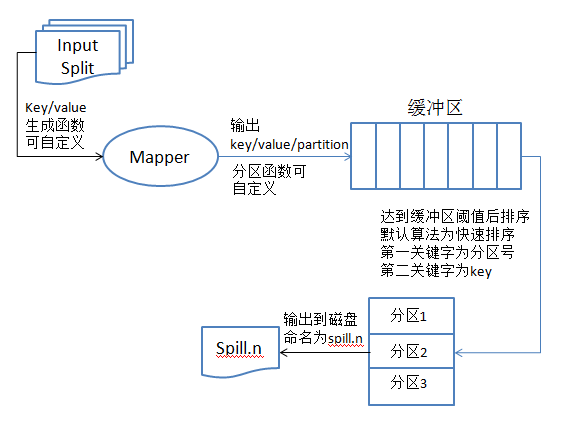 Input
Split
Key/value
生成函数
可自定义
Mapper
输出
key/value/partition
分区函数可
自定义
缓冲区
达到缓冲区阈值后排序
默认算法为快速排序
第一关键字为分区号
第二关键字为key
分区1
分区2
分区3
输出到磁盘
命名为spill.n
Spill.n